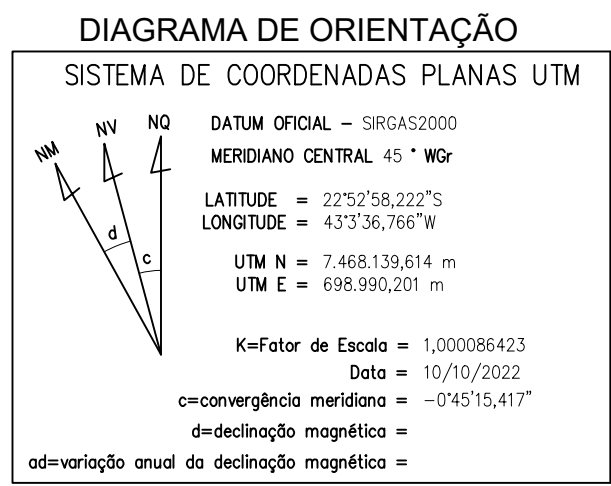 DIAGRAMA DE ORIENTAÇÃO
SISTEMA DE COORDENADAS PLANAS UTM
NM NV NQ
DATUM OFICIAL – SIRGAS2000
MERIDIANO CENTRAL 45 ° WGr
LATITUDE = 22°52'58,222"S
LONGITUDE = 43°3'36,766"W
d
c
UTM N = 7.468.139,614 m
UTM E = 698.990,201 m
K=Fator de Escala = 1,000086423
Data = 10/10/2022
c=convergência meridiana = −0°45'15,417"
d=declinação magnética =
ad=variação anual da declinação magnética =